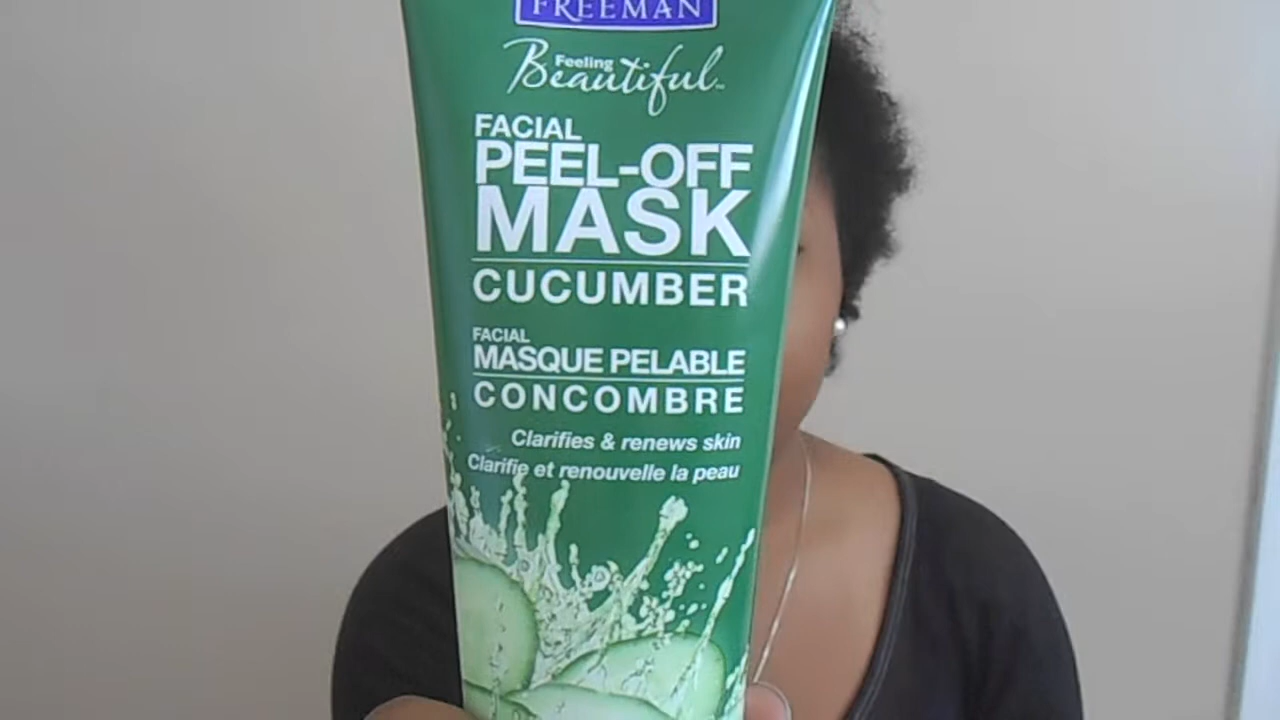 FREEMAN
Feeling
Beautiful
FACIAL
PEEL-OFF
MASK
CUCUMBER
FACIAL
MASQUE PELABLE
CONCOMBRE
Clarifies & renews skin
Clarifie et renouvelle la peau